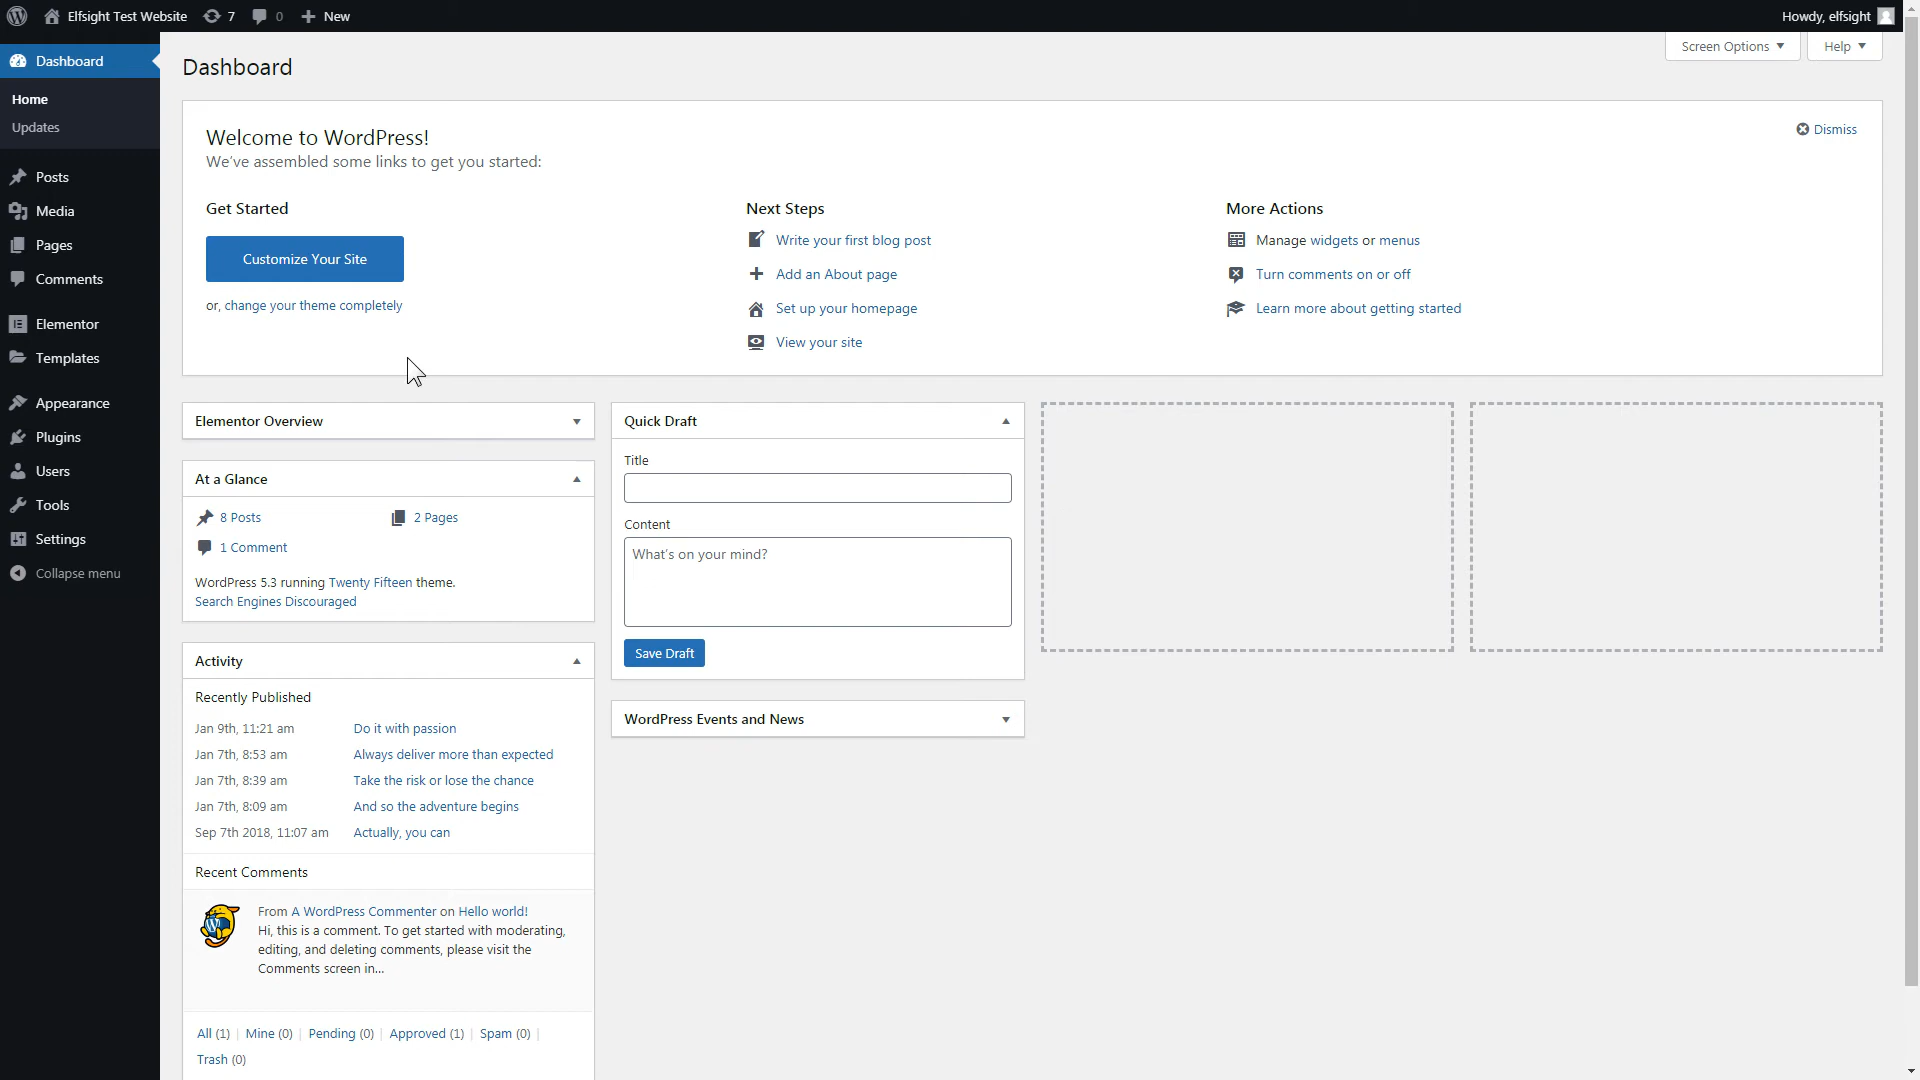 Elfsight Test Website 7 0 New Howdy, elfsight
Screen Options Help
Dashboard
Home
Updates
Posts
Media
Pages
Comments
Elementor
Templates
Appearance
Plugins
Users
Tools
Settings
Collapse menu
Dashboard
Welcome to WordPress!
We've assembled some links to get you started:
Dismiss
Get Started
Customize Your Site
or, change your theme completely
Next Steps
Write your first blog post
Add an About page
Set up your homepage
View your site
More Actions
Manage widgets or menus
Turn comments on or off
Learn more about getting started
Elementor Overview
At a Glance
8 Posts 2 Pages
1 Comment
WordPress 5.3 running Twenty Fifteen theme.
Search Engines Discouraged
Activity
Recently Published
Jan 9th, 11:21 am Do it with passion
Jan 7th, 8:53 am Always deliver more than expected
Jan 7th, 8:39 am Take the risk or lose the chance
Jan 7th, 8:09 am And so the adventure begins
Sep 7th 2018, 11:07 am Actually, you can
Recent Comments
From A WordPress Commenter on Hello world!
Hi, this is a comment. To get started with moderating,
editing, and deleting comments, please visit the
Comments screen in...
All (1) | Mine (0) | Pending (0) | Approved (1) | Spam (0) |
Trash (0)
Quick Draft
Title
Content
What's on your mind?
Save Draft
WordPress Events and News